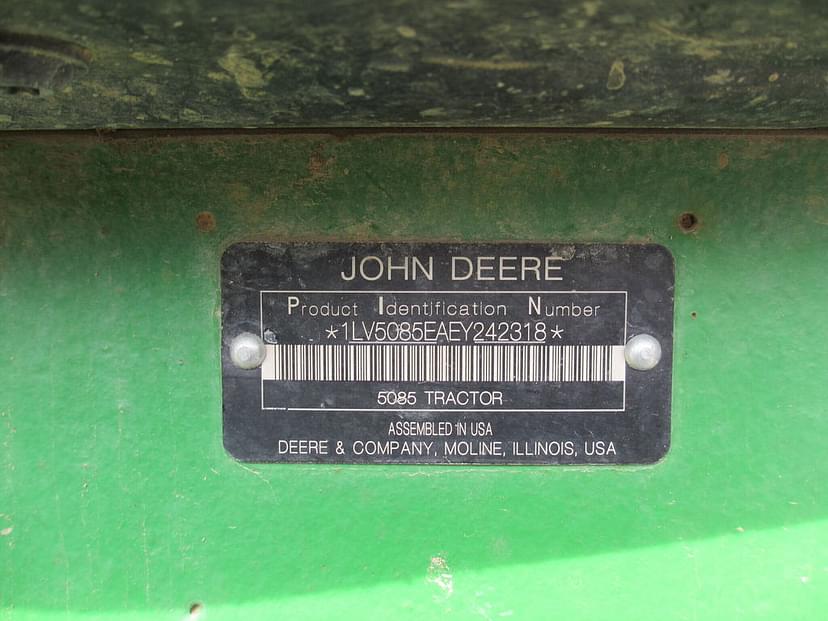 JOHN DEERE
Product Identification Number
*1LV5085EAEY242318*
5085 TRACTOR
ASSEMBLED IN USA
DEERE & COMPANY, MOLINE, ILLINOIS, USA